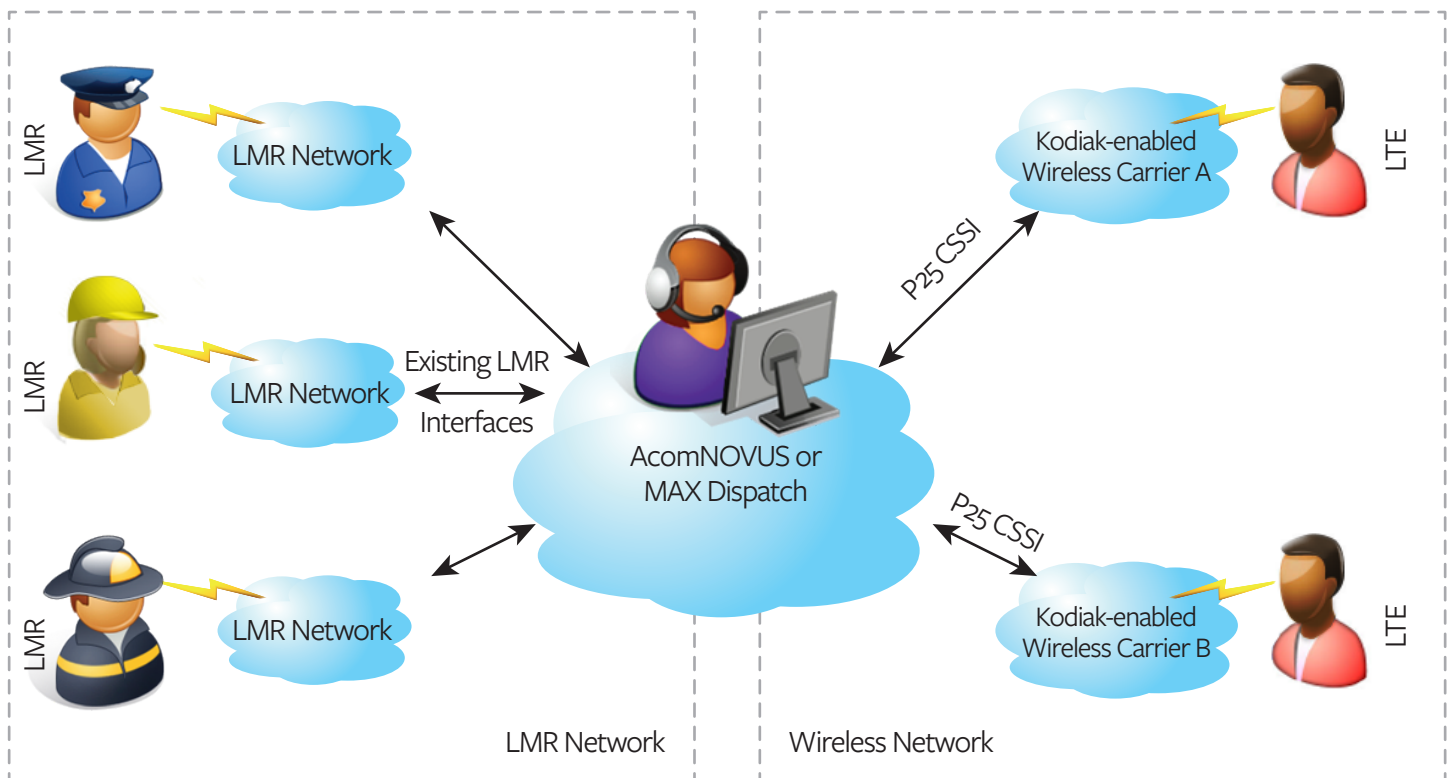 LMR
LMR Network
LMR
LMR Network
Existing LMR
Interfaces
LMR
LMR Network
AcomNOVUS or
MAX Dispatch
P25 CSSI
Kodiak-enabled
Wireless Carrier A
LTE
P25 CSSI
Kodiak-enabled
Wireless Carrier B
LTE
LMR Network
Wireless Network